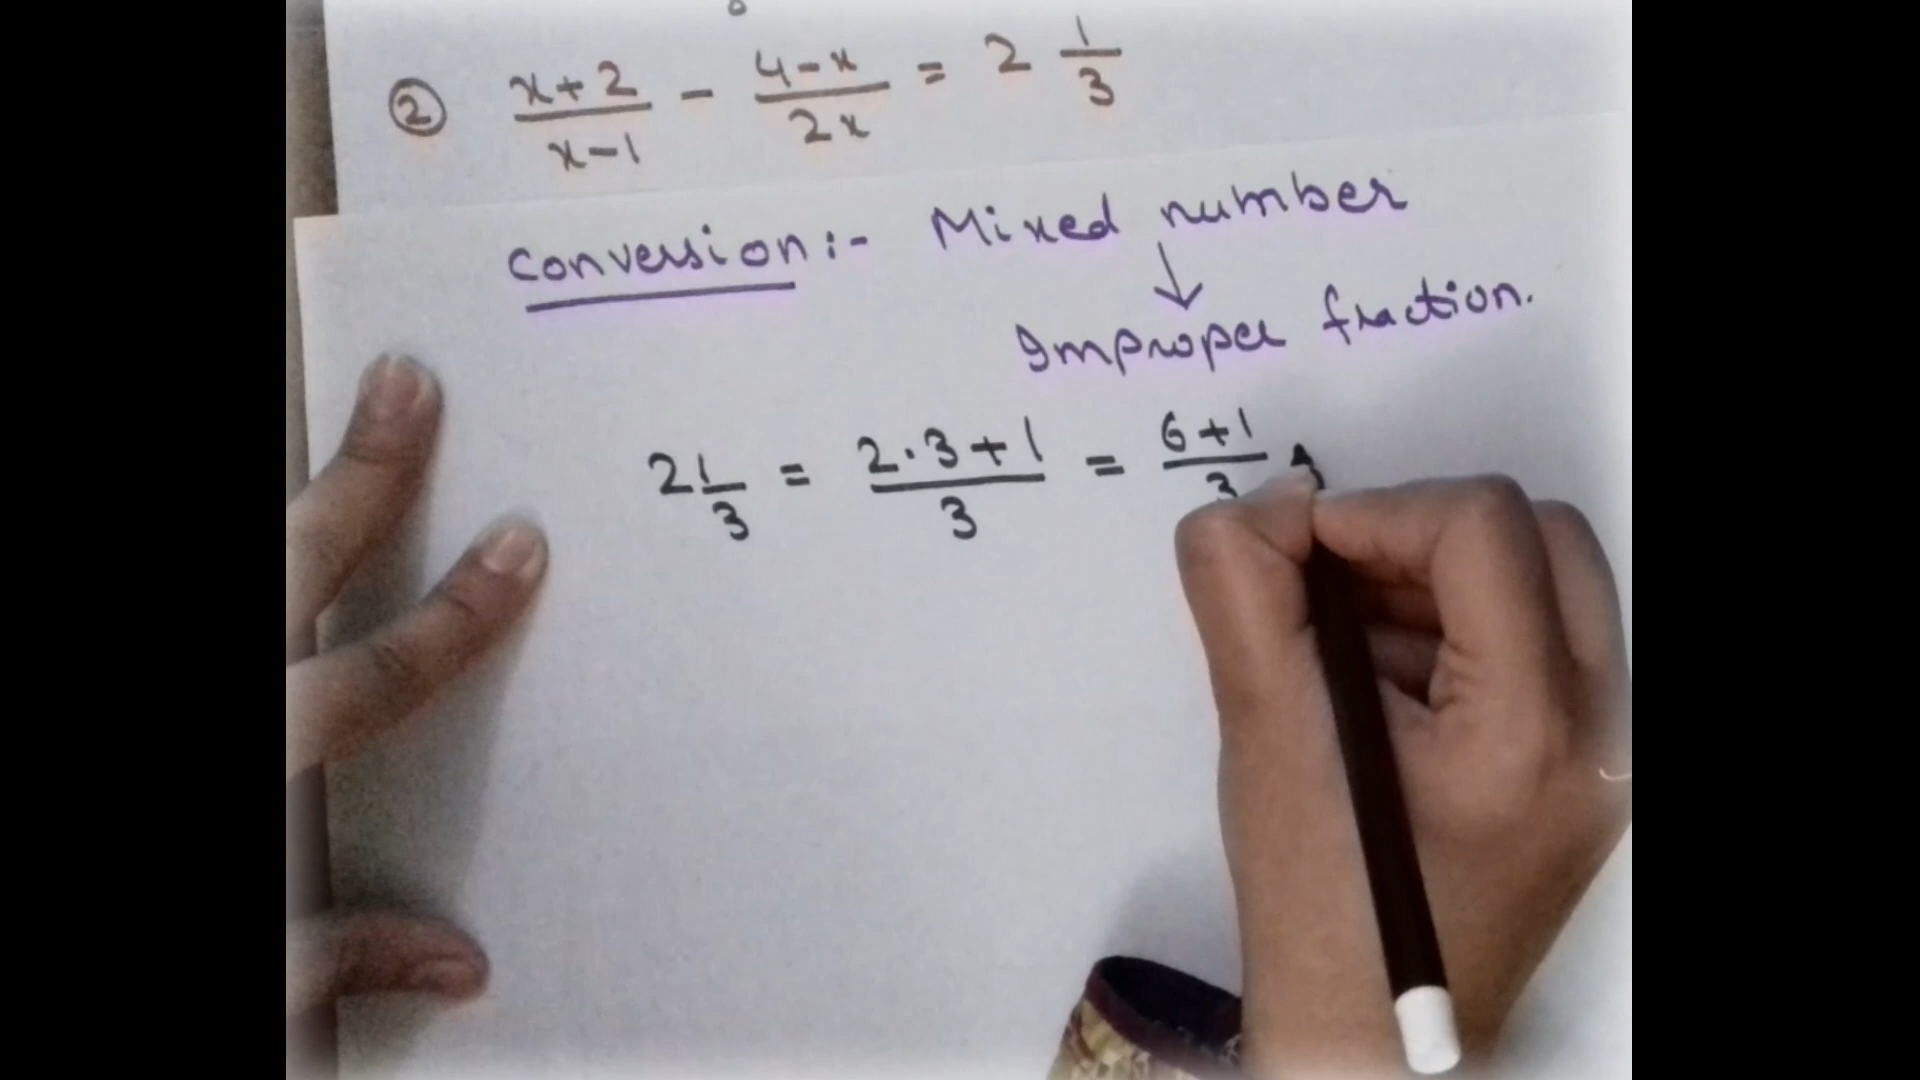 ② x+2/x-1 - 4-x/2x = 2 1/3
Conversion:- Mixed number
↓
Improper fraction.
2 1/3 = 2·3+1/3 = 6+1/3